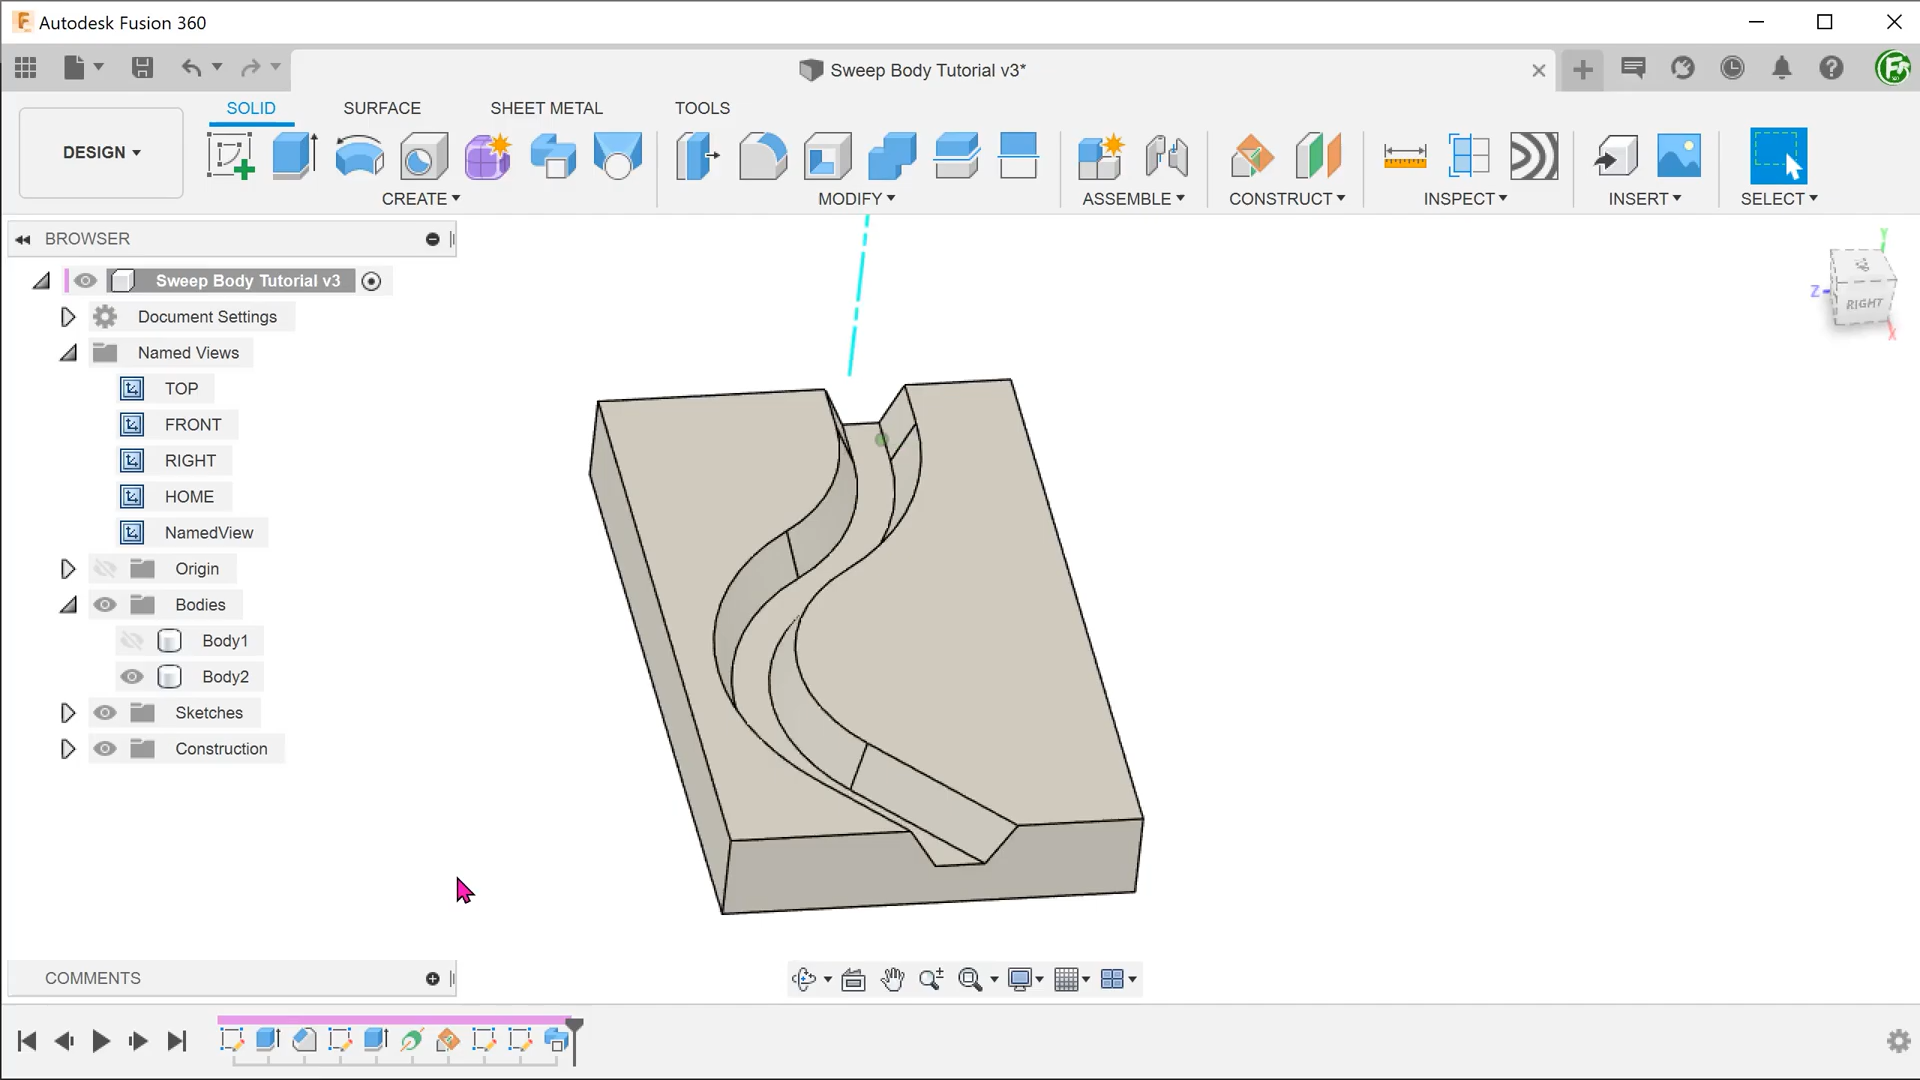 Autodesk Fusion 360
Sweep Body Tutorial v3*
SOLID SURFACE SHEET METAL TOOLS
DESIGN
CREATE MODIFY ASSEMBLE CONSTRUCT INSPECT INSERT SELECT
BROWSER
Sweep Body Tutorial v3
Document Settings
Named Views
TOP
FRONT
RIGHT
HOME
NamedView
Origin
Bodies
Body1
Body2
Sketches
Construction
Y
Z
RIGHT
X
COMMENTS